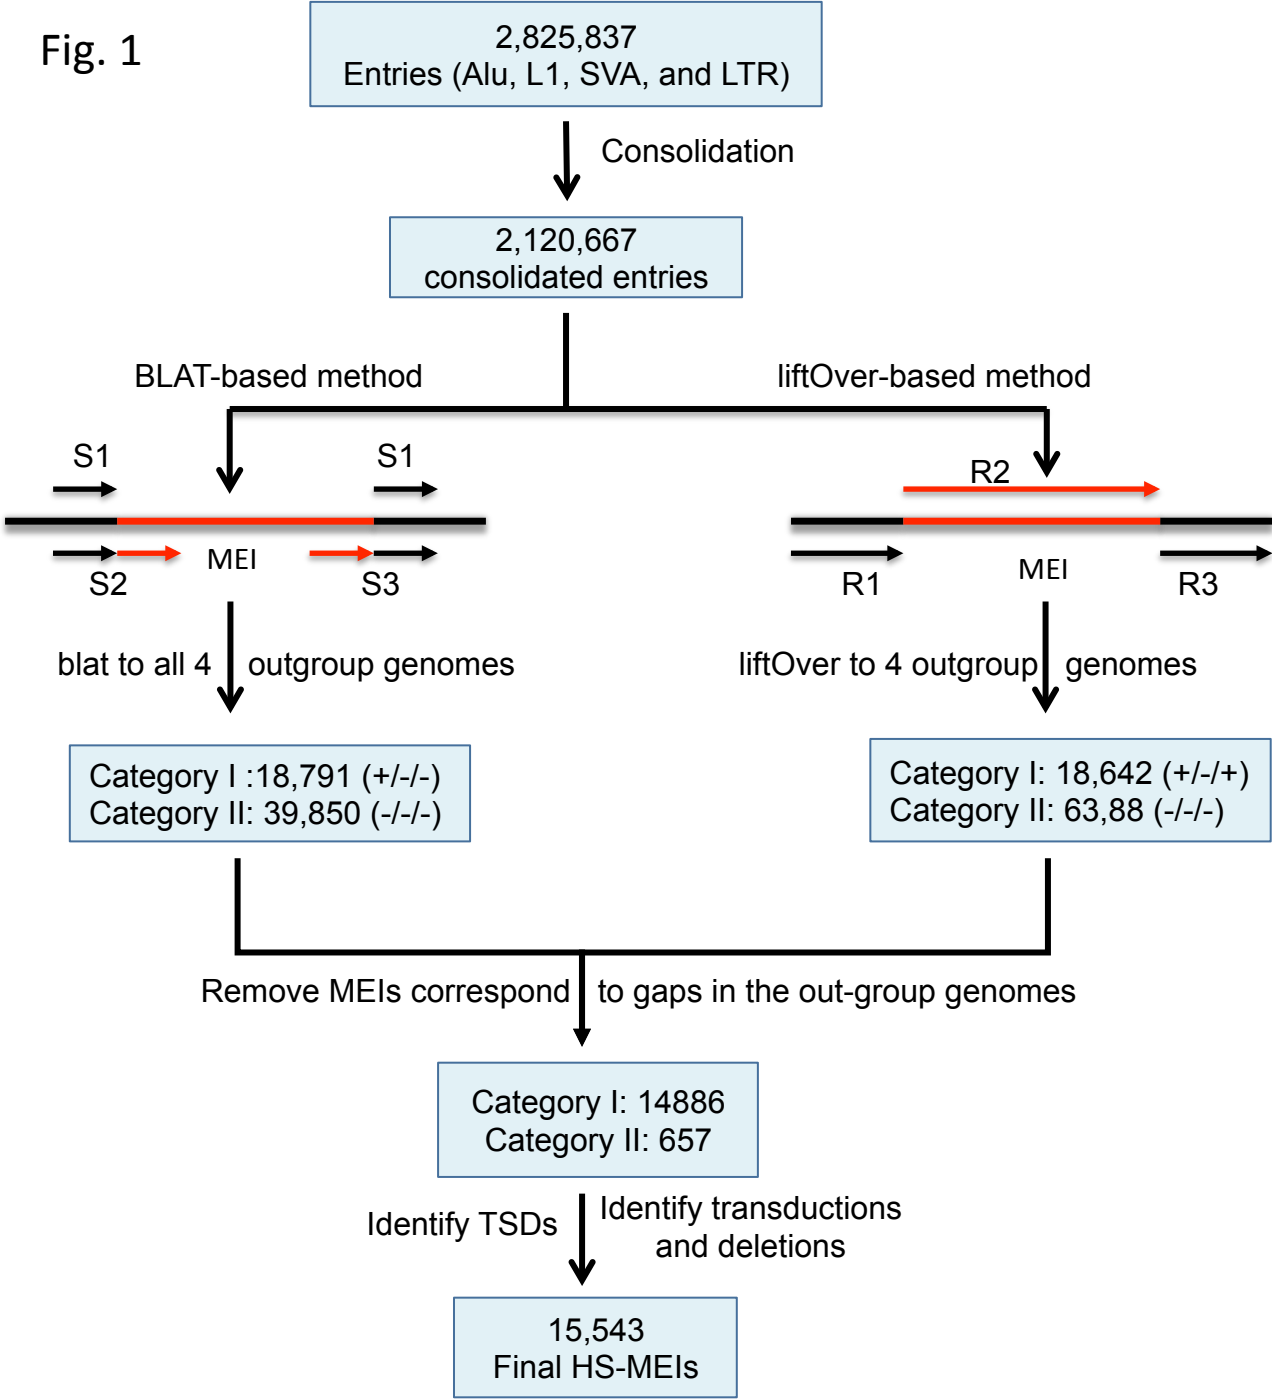 Fig. 1
2,825,837
Entries (Alu, L1, SVA, and LTR)
Consolidation
2,120,667
consolidated entries
BLAT-based method
liftOver-based method
S1
S1
R2
MEI
S2
S3
MEI
R1
R3
blat to all 4 outgroup genomes
liftOver to 4 outgroup genomes
Category I :18,791 (+/-/-)
Category II: 39,850 (-/-/-)
Category I: 18,642 (+/-/+)
Category II: 63,88 (-/-/-)
Remove MEIs correspond to gaps in the out-group genomes
Category I: 14886
Category II: 657
Identify TSDs
Identify transductions
and deletions
15,543
Final HS-MEIs